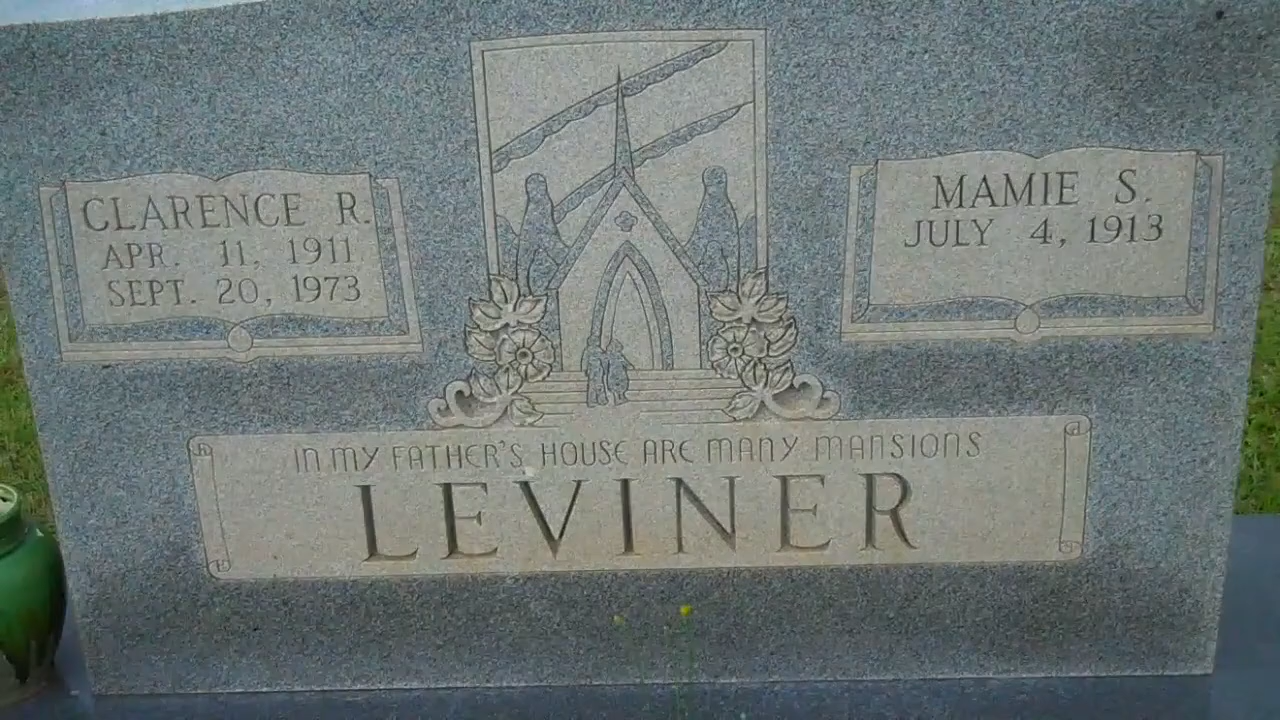 CLARENCE R.
APR. 11, 1911
SEPT. 20, 1973
MAMIE S.
JULY 4, 1913
IN MY FATHER'S HOUSE ARE MANY MANSIONS
LEVINER